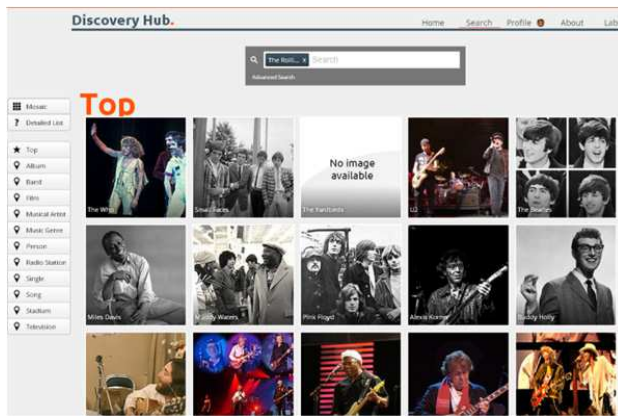 Discovery Hub.
Home Search Profile About Lab
The Rolli... x Search
Advanced Search
Top
Mosaic
Detailed List
Top
Album
Band
Film
Musical Artist
Music Genre
Person
Radio Station
Single
Song
Stadium
Television
No image
available
The Who Small Faces The Yardbirds U2 The Beatles
Miles Davis Muddy Waters Pink Floyd Alexis Korner Buddy Holly